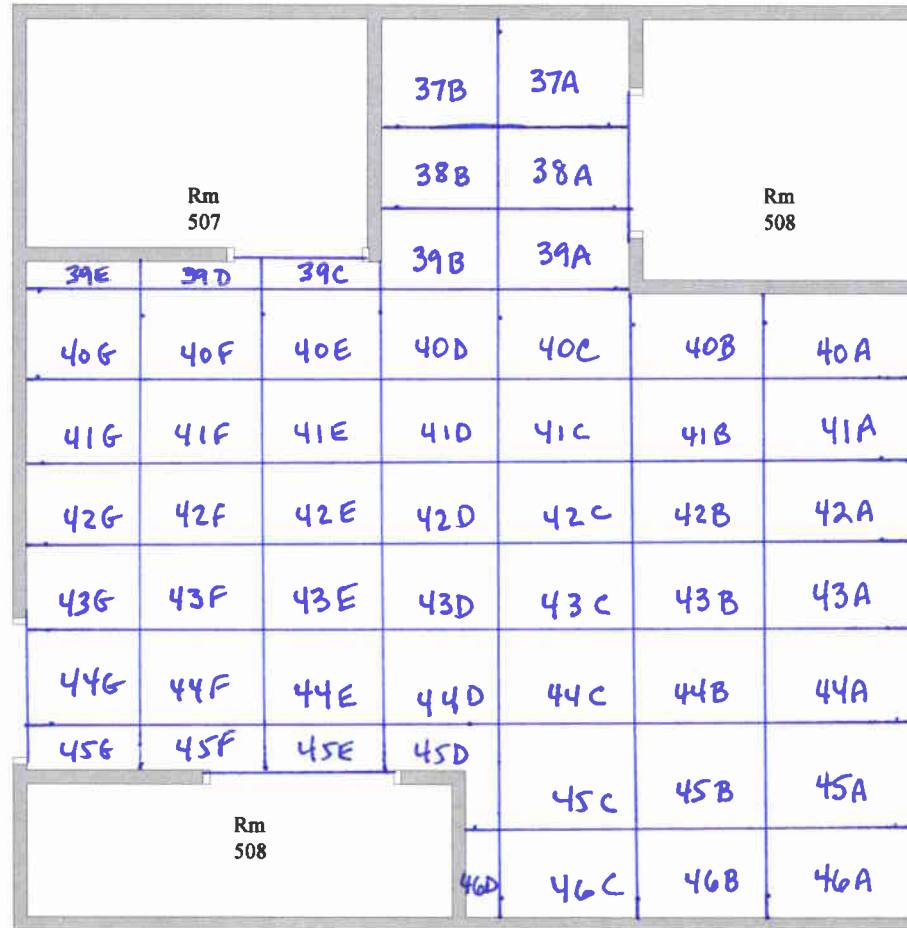 37B 37A
38B 38A
Rm
507
Rm
508
39B 39A
39E 39D 39C
40G 40F 40E 40D 40C 40B 40A
41G 41F 41E 41D 41C 41B 41A
42G 42F 42E 42D 42C 42B 42A
43G 43F 43E 43D 43C 43B 43A
44G 44F 44E 44D 44C 44B 44A
45G 45F 45E 45D
45C 45B 45A
Rm
508
46D 46C 46B 46A